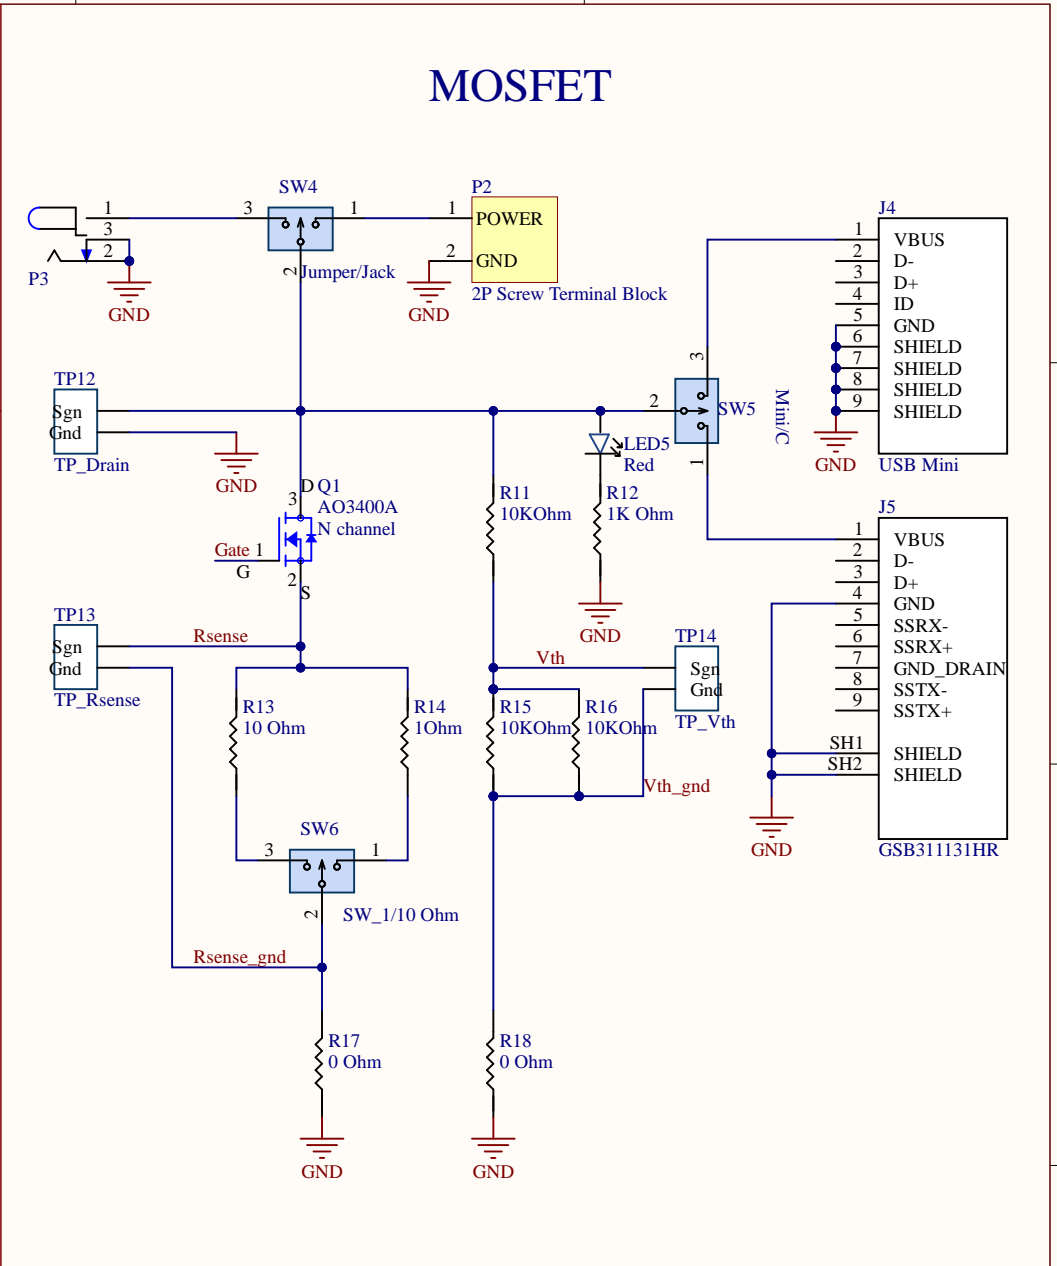 MOSFET
SW4
P2
J4
1
3
1
1
POWER
1
VBUS
3
2
D-
2
2
GND
3
D+
P3
2
Jumper/Jack
4
ID
2P Screw Terminal Block
5
GND
GND
GND
6
SHIELD
3
7
SHIELD
TP12
8
SHIELD
Sgn
2
SW5
9
SHIELD
Gnd
Mini/C
LED5
TP_Drain
Red
1
GND
USB Mini
GND
D
Q1
3
AO3400A
N channel
R11
10KOhm
R12
1K Ohm
J5
Gate
1
1
VBUS
G
2
D-
2
S
3
D+
4
GND
TP13
5
SSRX-
Rsense
GND
TP14
6
SSRX+
Sgn
Vth
7
GND_DRAIN
Gnd
Sgn
8
SSTX-
TP_Rsense
Gnd
9
SSTX+
R13
10 Ohm
R14
1Ohm
R15
10KOhm
R16
10KOhm
TP_Vth
SH1
SHIELD
SH2
SHIELD
Vth_gnd
SW6
3
1
GND
GSB311131HR
2
SW_1/10 Ohm
Rsense_gnd
R17
0 Ohm
R18
0 Ohm
GND
GND